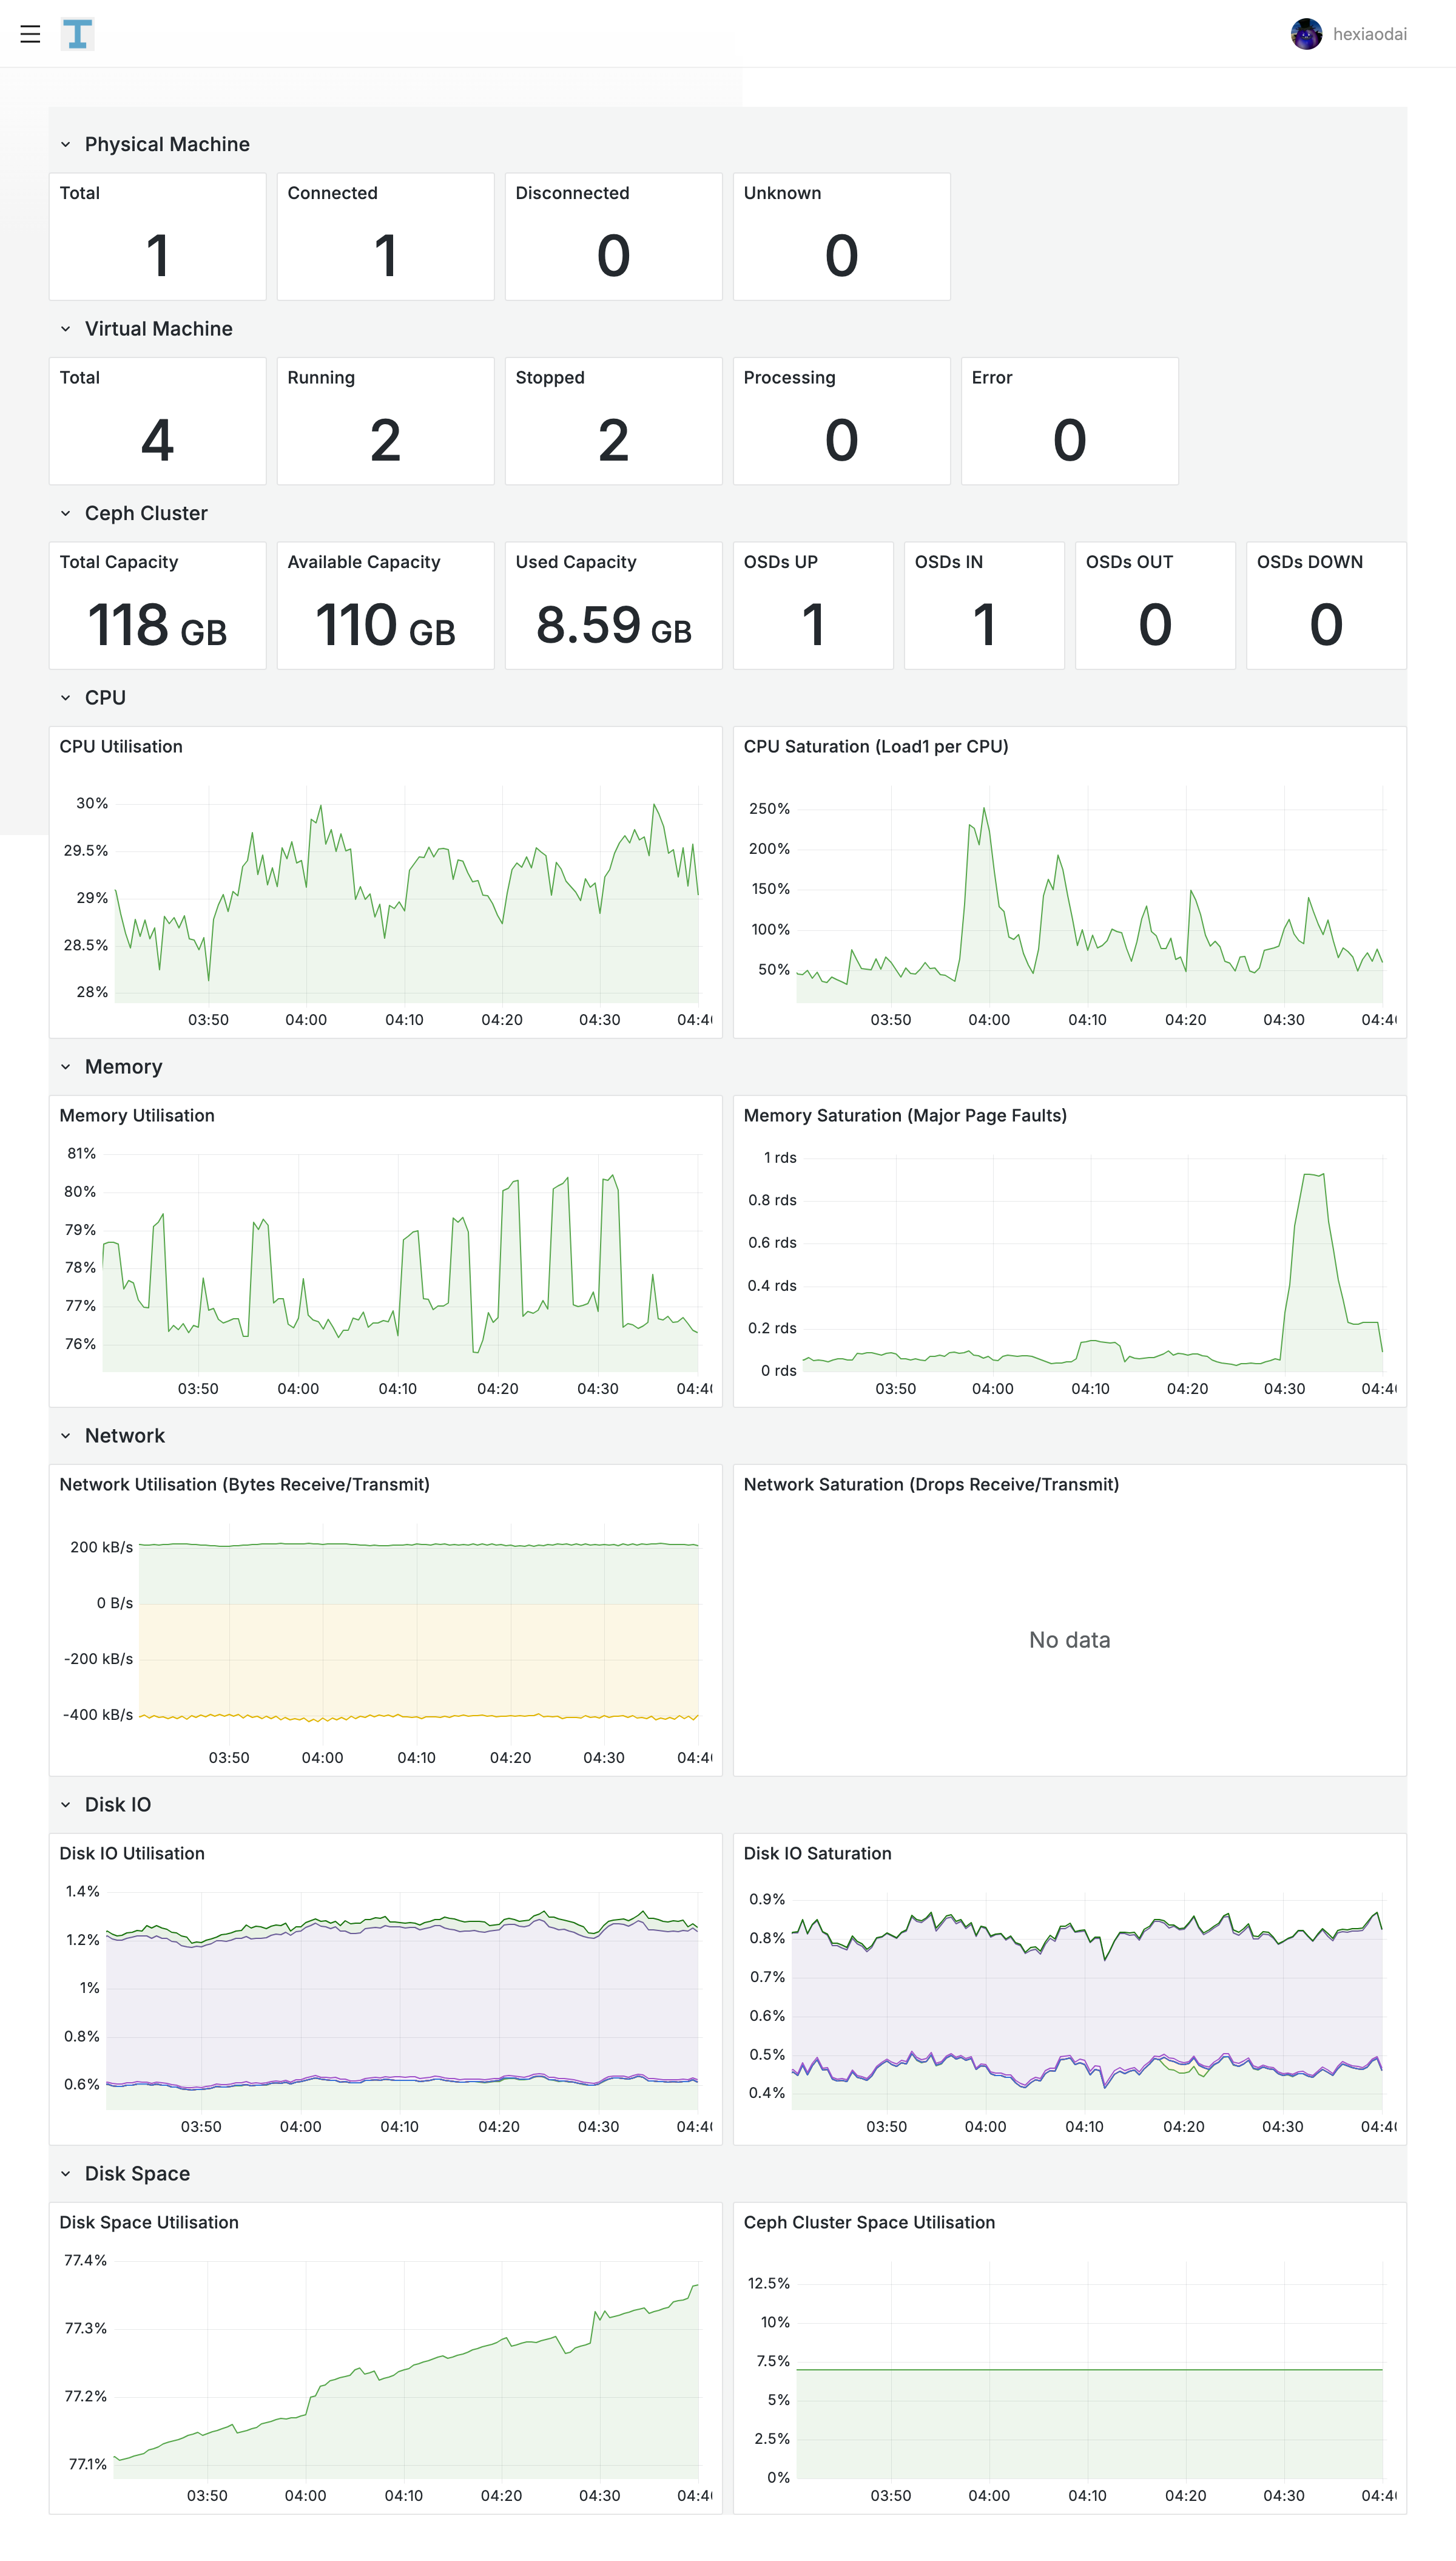 hexiaodai
Physical Machine
Total
Connected
Disconnected
Unknown
1
1
0
0
Virtual Machine
Total
Running
Stopped
Processing
Error
4
2
2
0
0
Ceph Cluster
Total Capacity
Available Capacity
Used Capacity
OSDs UP
OSDs IN
OSDs OUT
OSDs DOWN
118 GB
110 GB
8.59 GB
1
1
0
0
CPU
CPU Utilisation
30%
29.5%
29%
28.5%
28%
03:50 04:00 04:10 04:20 04:30 04:4
CPU Saturation (Load1 per CPU)
250%
200%
150%
100%
50%
03:50 04:00 04:10 04:20 04:30 04:4
Memory
Memory Utilisation
81%
80%
79%
78%
77%
76%
03:50 04:00 04:10 04:20 04:30 04:4
Memory Saturation (Major Page Faults)
1 rds
0.8 rds
0.6 rds
0.4 rds
0.2 rds
0 rds
03:50 04:00 04:10 04:20 04:30 04:4
Network
Network Utilisation (Bytes Receive/Transmit)
200 kB/s
0 B/s
-200 kB/s
-400 kB/s
03:50 04:00 04:10 04:20 04:30 04:4
Network Saturation (Drops Receive/Transmit)
No data
Disk IO
Disk IO Utilisation
1.4%
1.2%
1%
0.8%
0.6%
03:50 04:00 04:10 04:20 04:30 04:4
Disk IO Saturation
0.9%
0.8%
0.7%
0.6%
0.5%
0.4%
03:50 04:00 04:10 04:20 04:30 04:4
Disk Space
Disk Space Utilisation
77.4%
77.3%
77.2%
77.1%
03:50 04:00 04:10 04:20 04:30 04:4
Ceph Cluster Space Utilisation
12.5%
10%
7.5%
5%
2.5%
0%
03:50 04:00 04:10 04:20 04:30 04:4